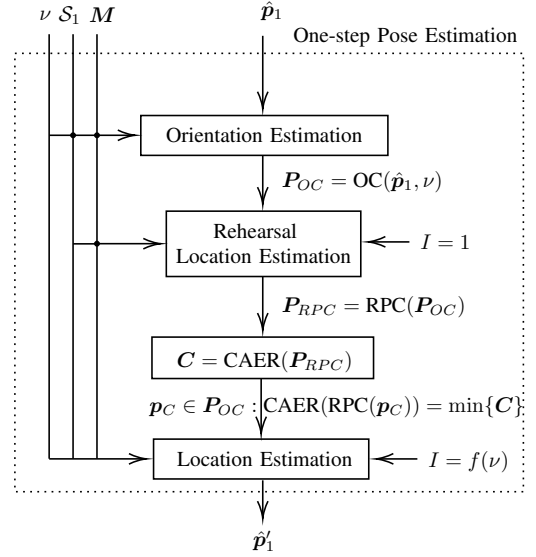 ν S₁ M p̂₁
One-step Pose Estimation
Orientation Estimation
P_OC = OC(p̂₁, ν)
Rehearsal
Location Estimation
I = 1
P_RPC = RPC(P_OC)
C = CAER(P_RPC)
p_C ∈ P_OC : CAER(RPC(p_C)) = min{C}
Location Estimation
I = f(ν)
p̂′₁